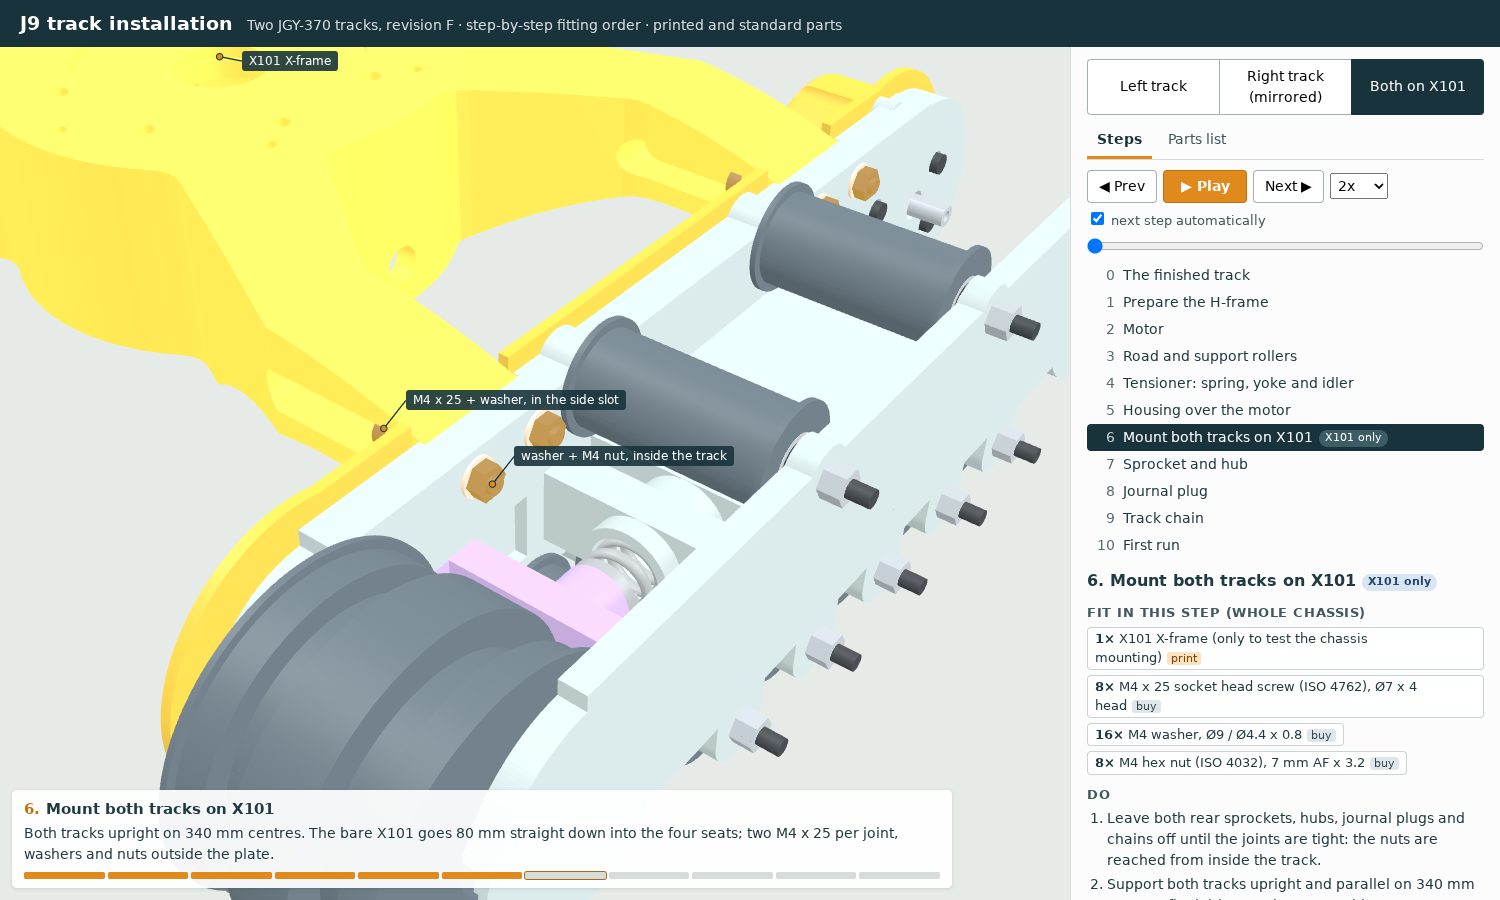 J9 track installation
Two JGY-370 tracks, revision F · step-by-step fitting order · printed and standard parts
X101 X-frame
M4 x 25 + washer, in the side slot
washer + M4 nut, inside the track
6. Mount both tracks on X101
Both tracks upright on 340 mm centres. The bare X101 goes 80 mm straight down into the four seats; two M4 x 25 per joint,
washers and nuts outside the plate.
Left track
Right track
(mirrored)
Both on X101
Steps
Parts list
◀ Prev
▶ Play
Next ▶
2x
next step automatically
0 The finished track
1 Prepare the H-frame
2 Motor
3 Road and support rollers
4 Tensioner: spring, yoke and idler
5 Housing over the motor
6 Mount both tracks on X101 X101 only
7 Sprocket and hub
8 Journal plug
9 Track chain
10 First run
6. Mount both tracks on X101 X101 only
FIT IN THIS STEP (WHOLE CHASSIS)
1× X101 X-frame (only to test the chassis
mounting) print
8× M4 x 25 socket head screw (ISO 4762), Ø7 x 4
head buy
16× M4 washer, Ø9 / Ø4.4 x 0.8 buy
8× M4 hex nut (ISO 4032), 7 mm AF x 3.2 buy
DO
1. Leave both rear sprockets, hubs, journal plugs and
chains off until the joints are tight: the nuts are
reached from inside the track.
2. Support both tracks upright and parallel on 340 mm